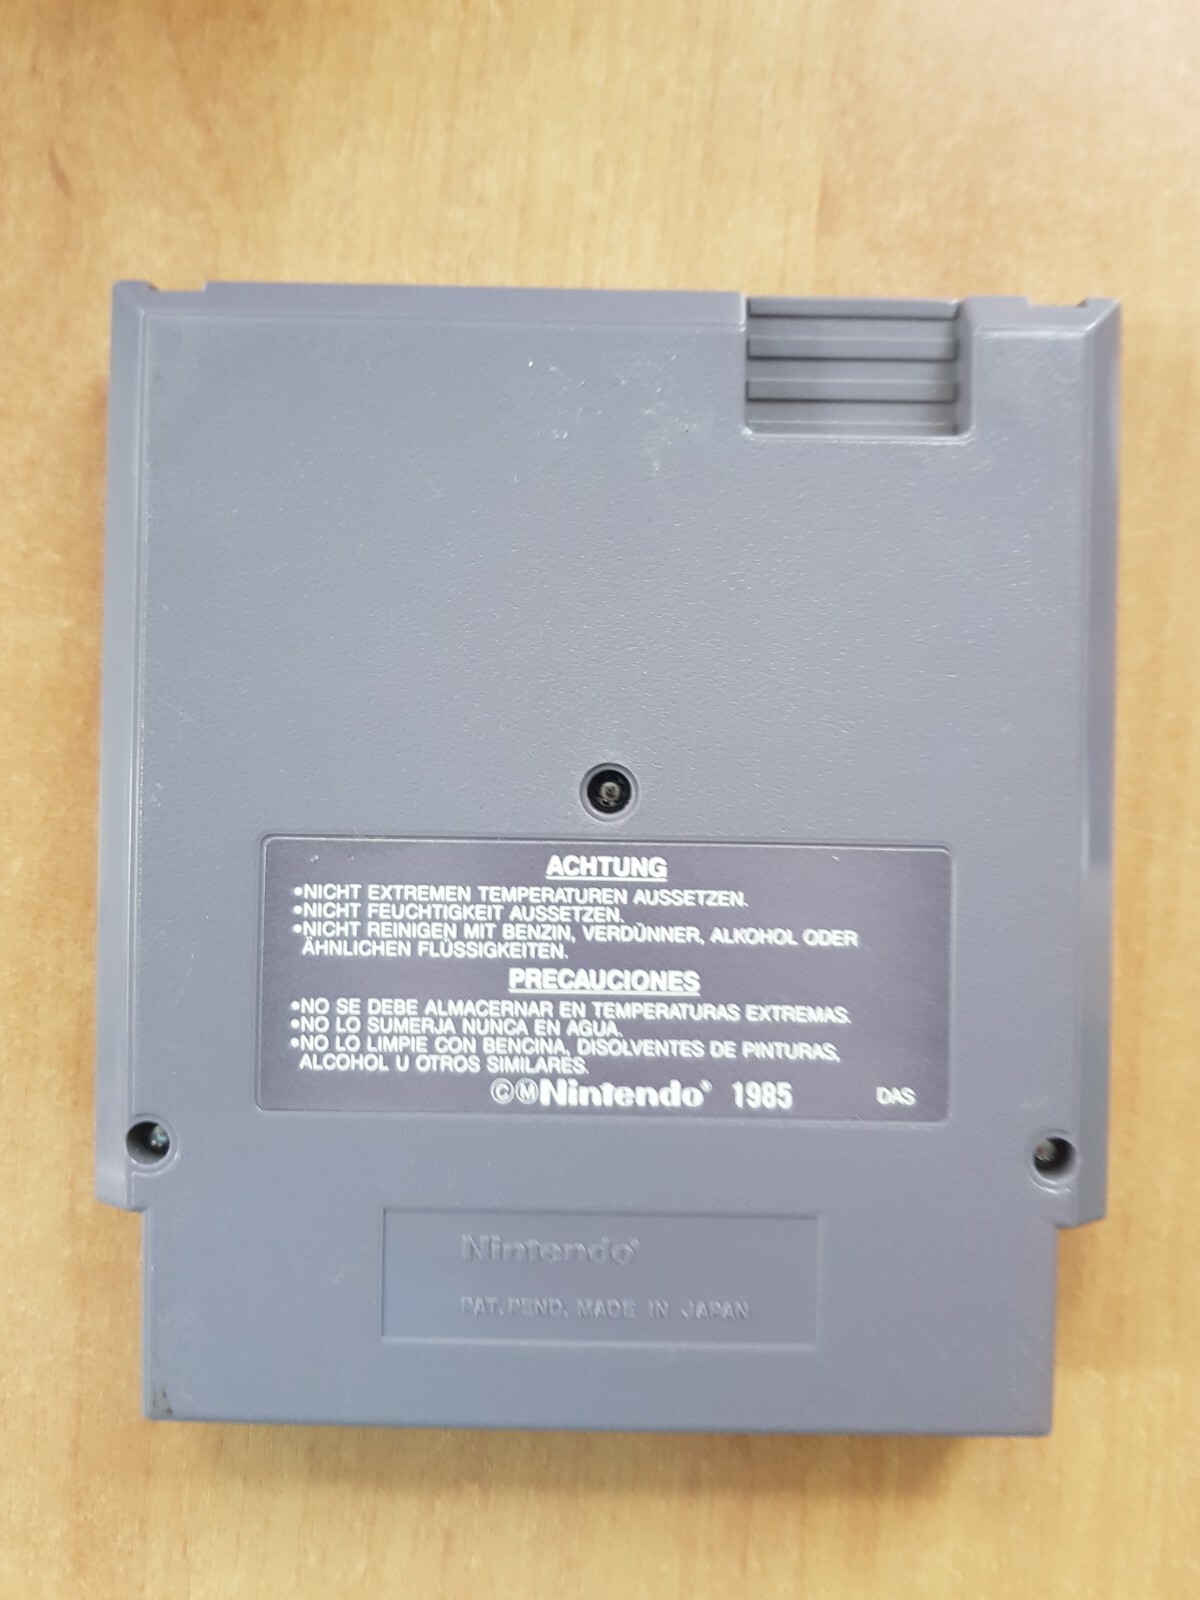 ACHTUNG
•NICHT EXTREMEN TEMPERATUREN AUSSETZEN.
•NICHT FEUCHTIGKEIT AUSSETZEN.
•NICHT REINIGEN MIT BENZIN, VERDÜNNER, ALKOHOL ODER
ÄHNLICHEN FLÜSSIGKEITEN.
PRECAUCIONES
•NO SE DEBE ALMACERNAR EN TEMPERATURAS EXTREMAS.
•NO LO SUMERJA NUNCA EN AGUA.
•NO LO LIMPIE CON BENCINA, DISOLVENTES DE PINTURAS,
ALCOHOL U OTROS SIMILARES.
©ⓂNintendo® 1985 DAS
Nintendo®
PAT. PEND. MADE IN JAPAN